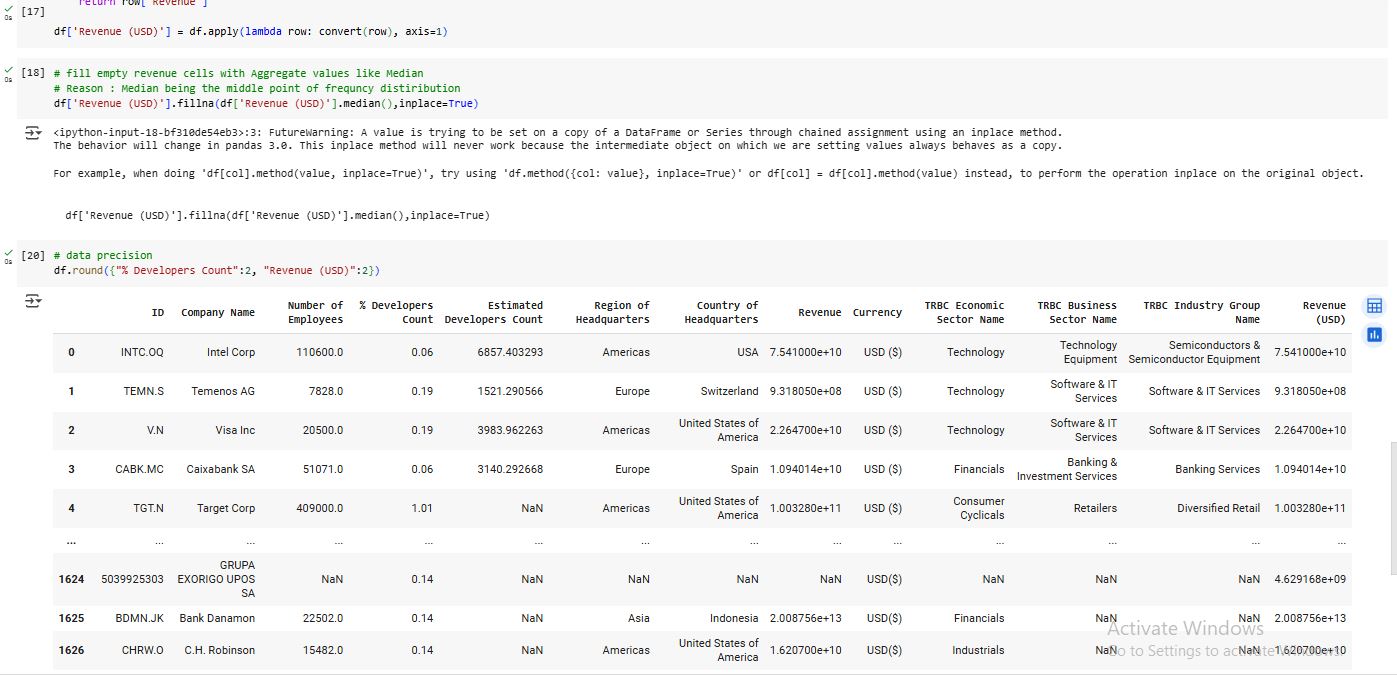 return row['Revenue']
[17]
df['Revenue (USD)'] = df.apply(lambda row: convert(row), axis=1)
0s
[18] # fill empty revenue cells with Aggregate values like Median
0s
# Reason : Median being the middle point of frequncy distiribution
df['Revenue (USD)'].fillna(df['Revenue (USD)'].median(),inplace=True)
<ipython-input-18-bf310de54eb3>:3: FutureWarning: A value is trying to be set on a copy of a DataFrame or Series through chained assignment using an inplace method.
The behavior will change in pandas 3.0. This inplace method will never work because the intermediate object on which we are setting values always behaves as a copy.
For example, when doing 'df[col].method(value, inplace=True)', try using 'df.method({col: value}, inplace=True)' or df[col] = df[col].method(value) instead, to perform the operation inplace on the original object.
df['Revenue (USD)'].fillna(df['Revenue (USD)'].median(),inplace=True)
[20] # data precision
0s
df.round({"% Developers Count":2, "Revenue (USD)":2})
ID Company Name Number of Employees % Developers Count Estimated Developers Count Region of Headquarters Country of Headquarters Revenue Currency TRBC Economic Sector Name TRBC Business Sector Name TRBC Industry Group Name Revenue (USD)
0 INTC.OQ Intel Corp 110600.0 0.06 6857.403293 Americas USA 7.541000e+10 USD ($) Technology Technology Equipment Semiconductors & Semiconductor Equipment 7.541000e+10
1 TEMN.S Temenos AG 7828.0 0.19 1521.290566 Europe Switzerland 9.318050e+08 USD ($) Technology Software & IT Services Software & IT Services 9.318050e+08
2 V.N Visa Inc 20500.0 0.19 3983.962263 Americas United States of America 2.264700e+10 USD ($) Technology Software & IT Services Software & IT Services 2.264700e+10
3 CABK.MC Caixabank SA 51071.0 0.06 3140.292668 Europe Spain 1.094014e+10 USD ($) Financials Banking & Investment Services Banking Services 1.094014e+10
4 TGT.N Target Corp 409000.0 1.01 NaN Americas United States of America 1.003280e+11 USD ($) Consumer Cyclicals Retailers Diversified Retail 1.003280e+11
... ... ... ... ... ... ... ... ... ... ... ... ... ...
1624 5039925303 GRUPA EXORIGO UPOS SA NaN 0.14 NaN NaN NaN NaN USD($) NaN NaN NaN 4.629168e+09
1625 BDMN.JK Bank Danamon 22502.0 0.14 NaN Asia Indonesia 2.008756e+13 USD($) Financials NaN NaN 2.008756e+13
1626 CHRW.O C.H. Robinson 15482.0 0.14 NaN Americas United States of America 1.620700e+10 USD($) Industrials NaN NaN 1.620700e+10
Activate Windows
Go to Settings to activate Windows.